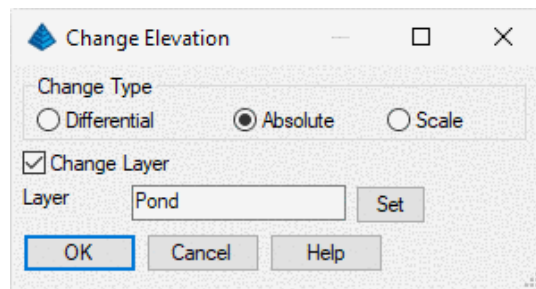 Change Elevation
Change Type
Differential Absolute Scale
Change Layer
Layer Pond Set
OK Cancel Help